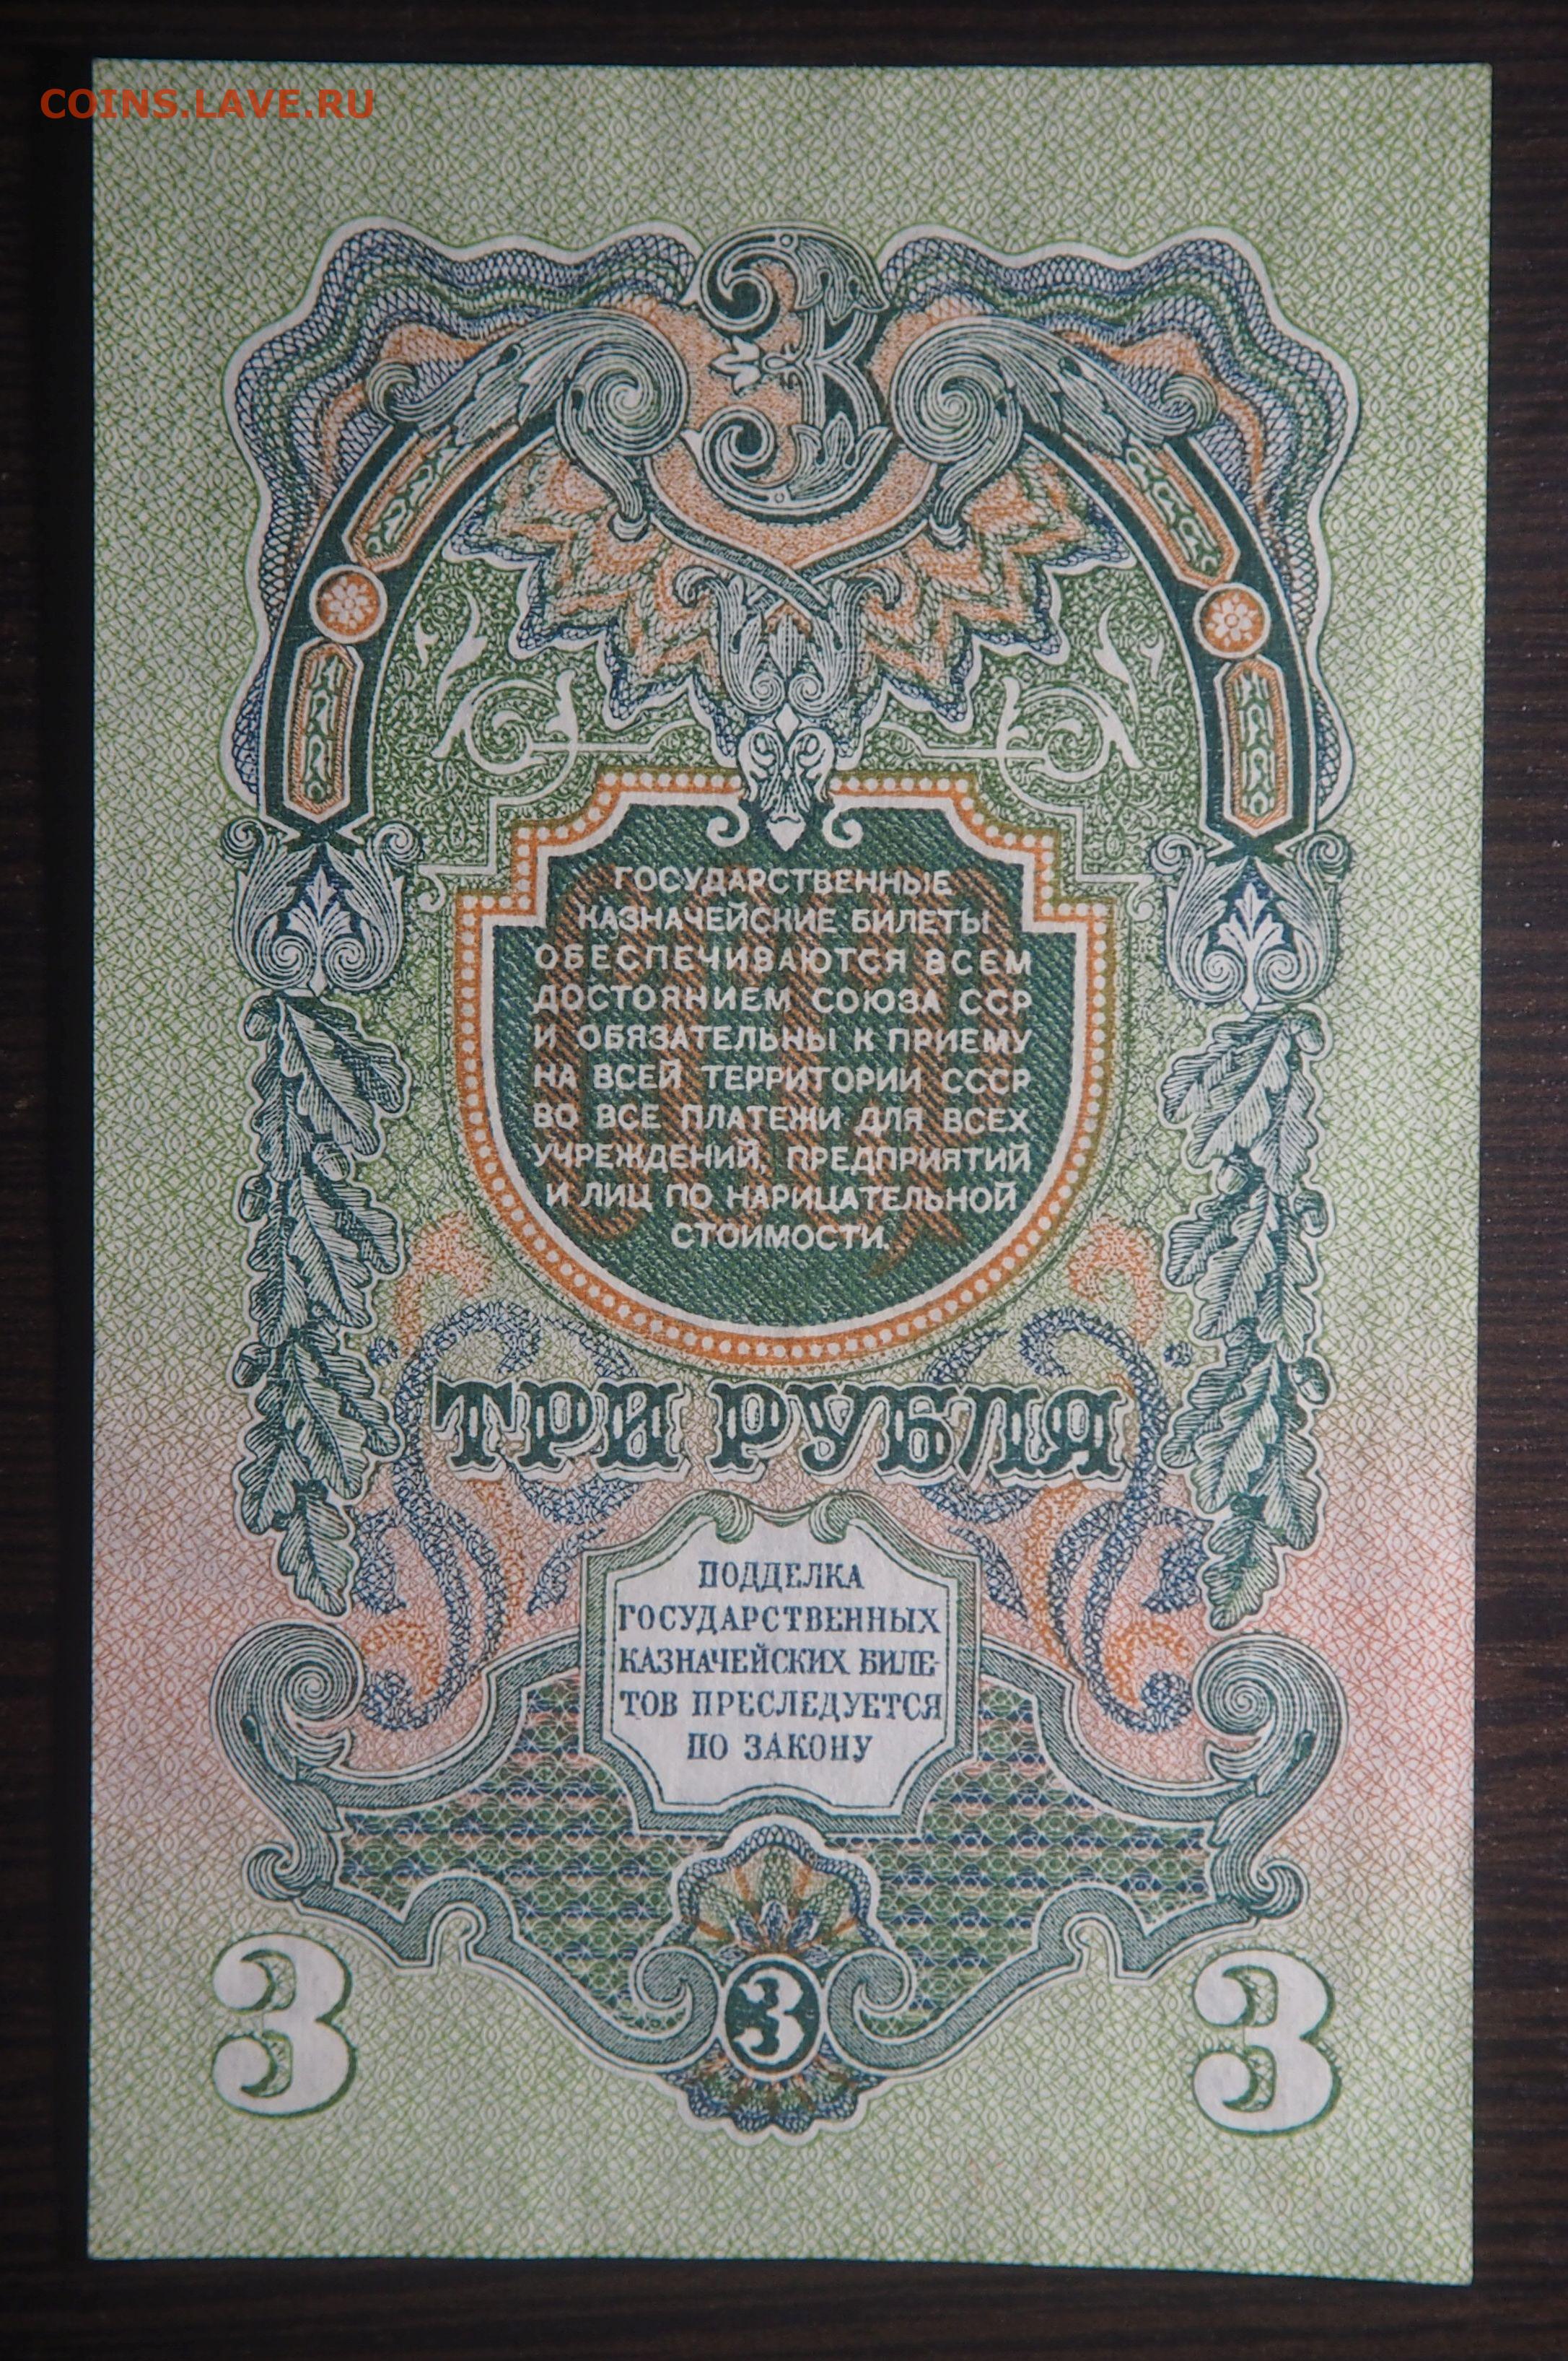 COINS.LAVE.RU
3
ГОСУДАРСТВЕННЫЕ
КАЗНАЧЕЙСКИЕ БИЛЕТЫ
ОБЕСПЕЧИВАЮТСЯ ВСЕМ
ДОСТОЯНИЕМ СОЮЗА ССР
И ОБЯЗАТЕЛЬНЫ К ПРИЕМУ
НА ВСЕЙ ТЕРРИТОРИИ СССР
ВО ВСЕ ПЛАТЕЖИ ДЛЯ ВСЕХ
УЧРЕЖДЕНИЙ, ПРЕДПРИЯТИЙ
И ЛИЦ ПО НАРИЦАТЕЛЬНОЙ
СТОИМОСТИ.
ТРИ РУБЛЯ
ПОДДЕЛКА
ГОСУДАРСТВЕННЫХ
КАЗНАЧЕЙСКИХ БИЛЕ-
ТОВ ПРЕСЛЕДУЕТСЯ
ПО ЗАКОНУ
3 3 3